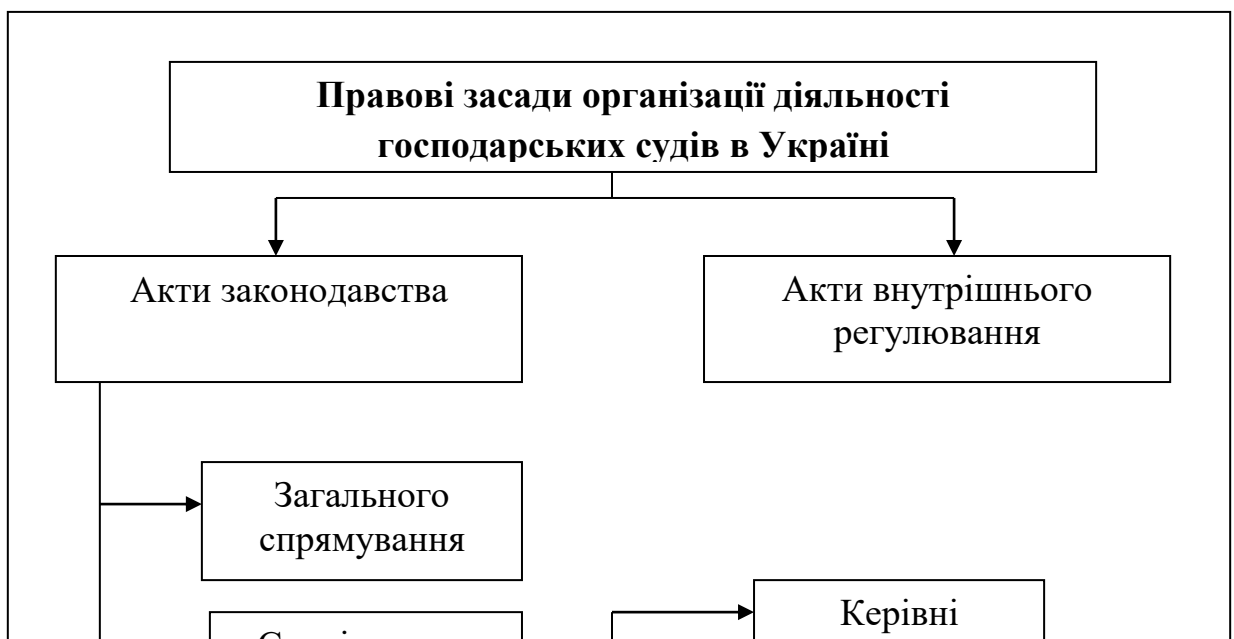 Правові засади організації діяльності
господарських судів в Україні
Акти законодавства
Акти внутрішнього
регулювання
Загального
спрямування
Керівні